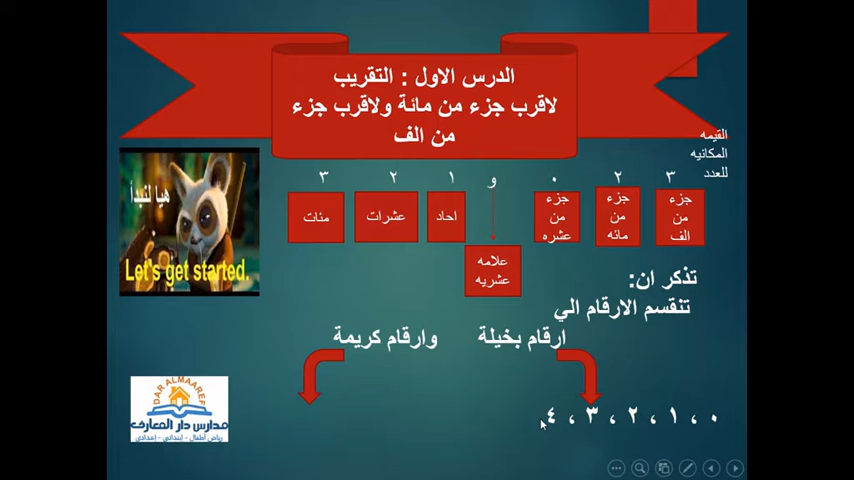 الدرس الاول : التقريب
لاقرب جزء من مائة ولاقرب جزء
من الف
القيمه
المكانيه
للعدد
٣ ٢ ١ و ٠ ٢ ٣
مئات
عشرات
احاد
علامه
عشريه
جزء
من
عشره
جزء
من
مائه
جزء
من
الف
هيا لنبدأ
Let's get started.
تذكر ان:
تنقسم الارقام الي
ارقام بخيلة وارقام كريمة
٠ ، ١ ، ٢ ، ٣ ، ٤
DAR ALMAAREF
مدارس دار المعارف
رياض أطفال - ابتدائي - إعدادي